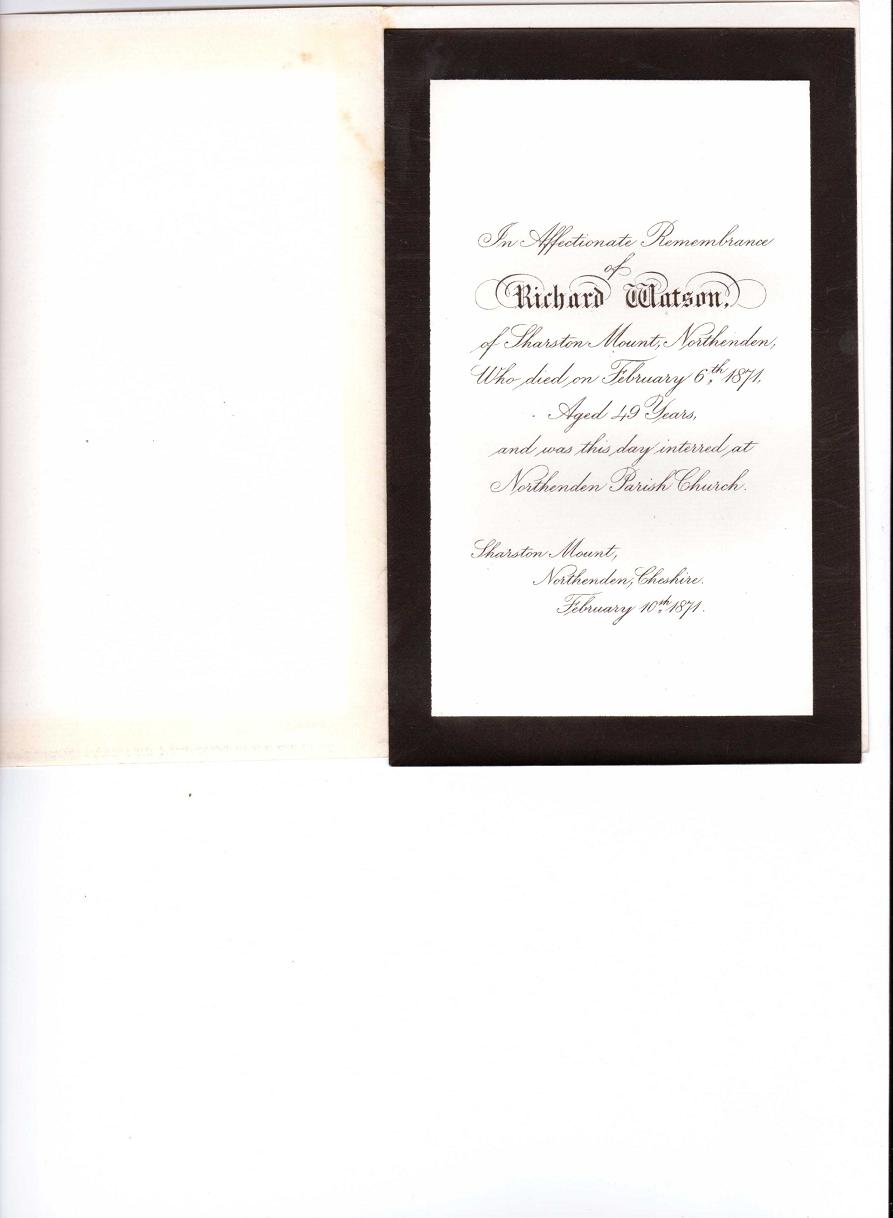 In Affectionate Remembrance
of
Richard Watson,
of Sharston Mount, Northenden,
Who died on February 6th, 1871,
Aged 49 Years,
and was this day interred at
Northenden Parish Church.
Sharston Mount,
Northenden, Cheshire.
February 10th, 1871.